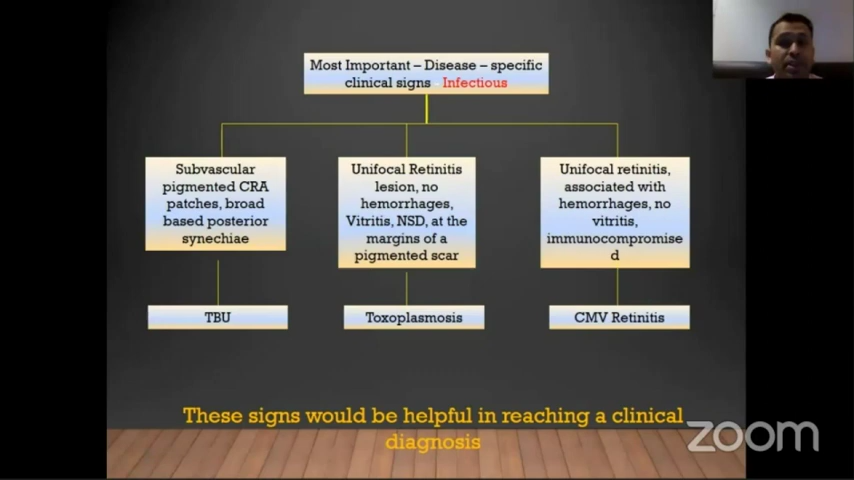 Most Important – Disease – specific
clinical signs - Infectious
Subvascular
pigmented CRA
patches, broad
based posterior
synechiae
Unifocal Retinitis
lesion, no
hemorrhages,
Vitritis, NSD, at the
margins of a
pigmented scar
Unifocal retinitis,
associated with
hemorrhages, no
vitritis,
immunocompromise
d
TBU
Toxoplasmosis
CMV Retinitis
These signs would be helpful in reaching a clinical
diagnosis
zoom